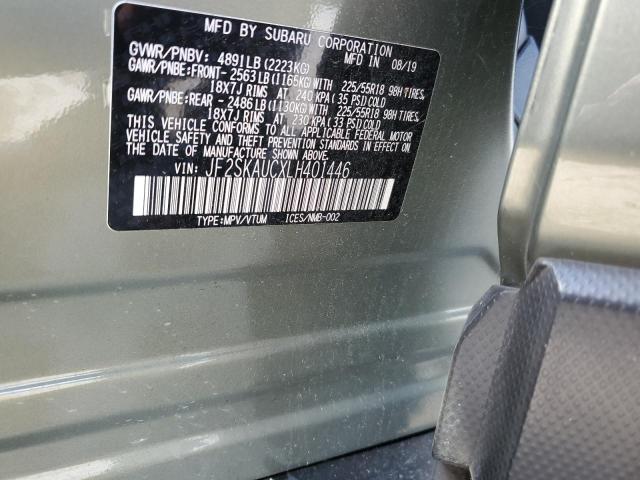 MFD BY SUBARU CORPORATION
GVWR/PNBV: 4891LB (2223KG) MFD IN 08/19
GAWR/PNBE:FRONT- 2563LB(1165KG)WITH 225/55R18 98H TIRES,
18X7J RIMS AT 240 KPA(35 PSI)COLD
GAWR/PNBE:REAR - 2486LB(1130KG)WITH 225/55R18 98H TIRES,
18X7J RIMS AT 230 KPA(33 PSI)COLD
THIS VEHICLE CONFORMS TO ALL APPLICABLE FEDERAL MOTOR
VEHICLE SAFETY AND THEFT PREVENTION STANDARDS IN EFFECT
ON THE DATE OF MANUFACTURE SHOWN ABOVE.
VIN: JF2SKAUCXLH401446
TYPE:MPV/VTUM ICES/NMB-002